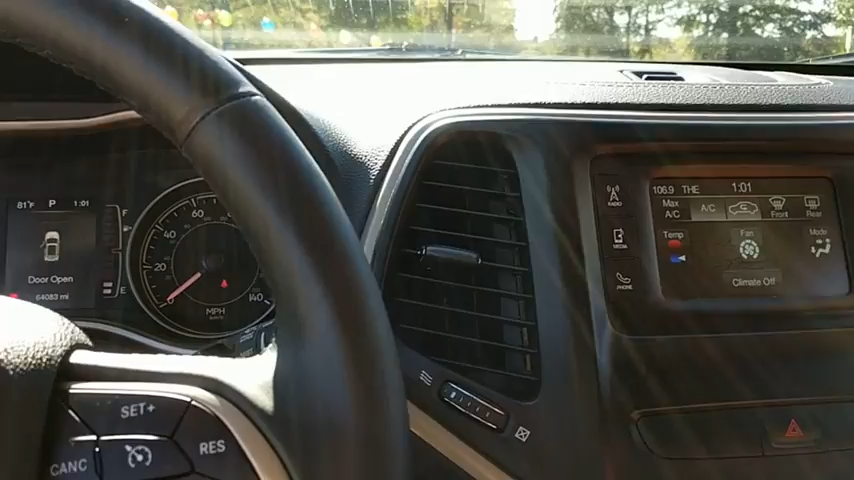 81°F P 1:01
Door Open
64083 mi
F
E
20
40
60
140
MPH
SET+
RES
CANC
RADIO
MEDIA
PHONE
106.9 THE 1:01
Max
A/C
A/C
Front
Rear
Temp
Fan
Mode
Climate Off